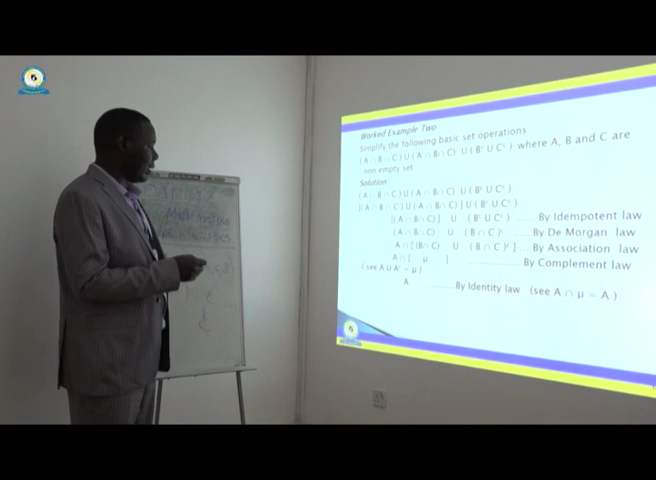 Worked Example Two
Simplify the following basic set operations
( A ∩ B ∩ C ) U ( A ∩ B ∩ C) U ( Bᶜ U Cᶜ ) where A, B and C are
non empty set
Solution
( A ∩ B ∩ C ) U ( A ∩ B ∩ C) U ( Bᶜ U Cᶜ )
[( A ∩ B ∩ C ) U ( A ∩ B ∩ C) ] U ( Bᶜ U Cᶜ )
[( A ∩ B ∩ C) ] U ( Bᶜ U Cᶜ ) ...... By Idempotent law
( A ∩ B ∩ C) U ( B ∩ C )ᶜ ...... By De Morgan law
A ∩ [ (B ∩ C) U ( B ∩ C )ᶜ ] ... By Association law
A ∩ [ μ ] ............... By Complement law
( see A U Aᶜ = μ )
A ......... By Identity law (see A ∩ μ = A )